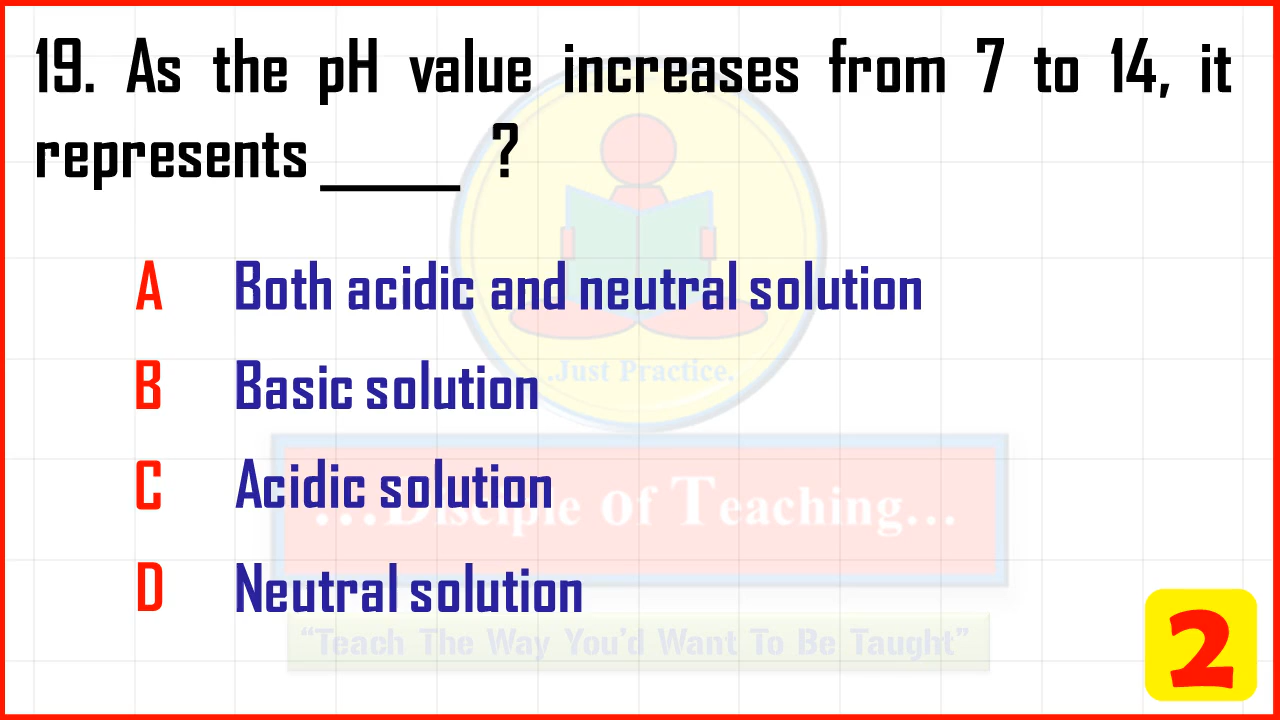 19. As the pH value increases from 7 to 14, it
represents _____ ?
A Both acidic and neutral solution
B Basic solution
.Just Practice.
C Acidic solution
...Disciple of Teaching...
D Neutral solution
“Teach The Way You’d Want To Be Taught”
2